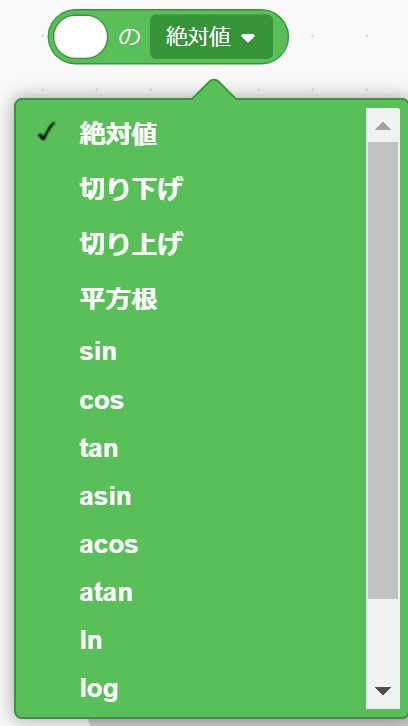 の 絶対値
絶対値
切り下げ
切り上げ
平方根
sin
cos
tan
asin
acos
atan
ln
log